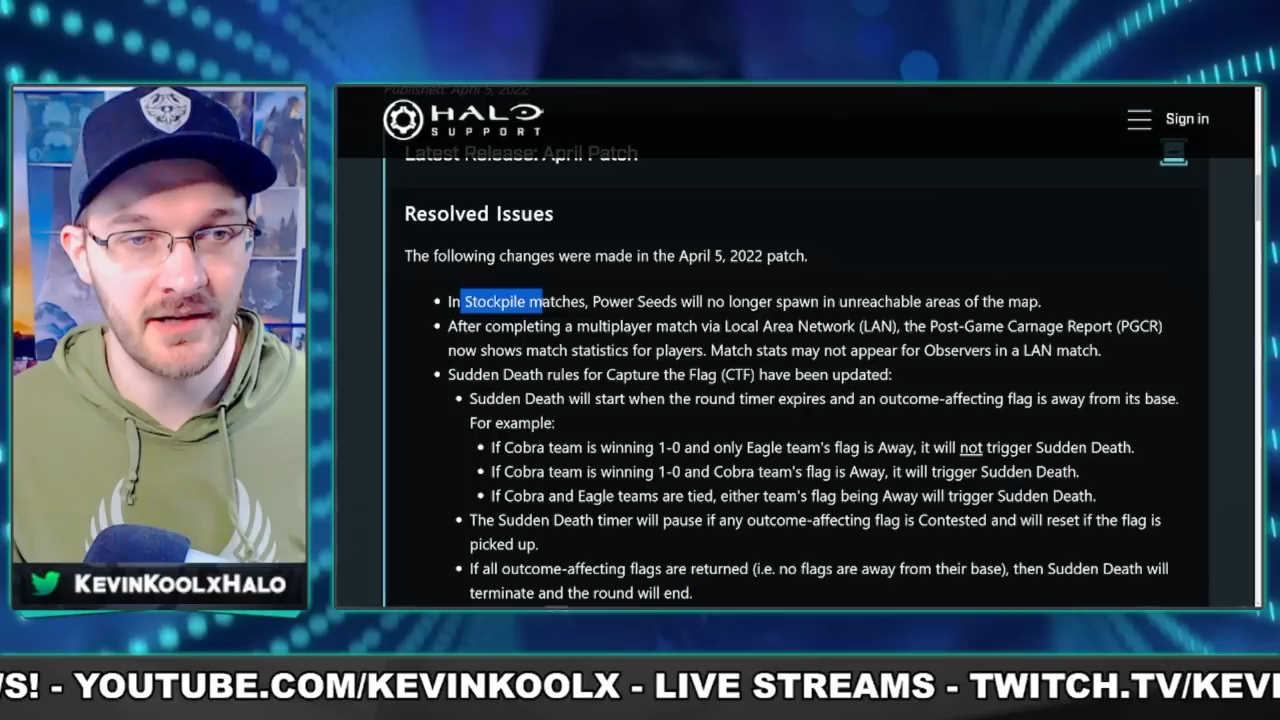 Published: April 5, 2022
HALO
SUPPORT
Sign in
Latest Release: April Patch
Resolved Issues
The following changes were made in the April 5, 2022 patch.
• In Stockpile matches, Power Seeds will no longer spawn in unreachable areas of the map.
• After completing a multiplayer match via Local Area Network (LAN), the Post-Game Carnage Report (PGCR)
now shows match statistics for players. Match stats may not appear for Observers in a LAN match.
• Sudden Death rules for Capture the Flag (CTF) have been updated:
• Sudden Death will start when the round timer expires and an outcome-affecting flag is away from its base.
For example:
• If Cobra team is winning 1-0 and only Eagle team's flag is Away, it will not trigger Sudden Death.
• If Cobra team is winning 1-0 and Cobra team's flag is Away, it will trigger Sudden Death.
• If Cobra and Eagle teams are tied, either team's flag being Away will trigger Sudden Death.
• The Sudden Death timer will pause if any outcome-affecting flag is Contested and will reset if the flag is
picked up.
• If all outcome-affecting flags are returned (i.e. no flags are away from their base), then Sudden Death will
terminate and the round will end.
KEVINKOOLXHALO
WS! - YOUTUBE.COM/KEVINKOOLX - LIVE STREAMS - TWITCH.TV/KEVI